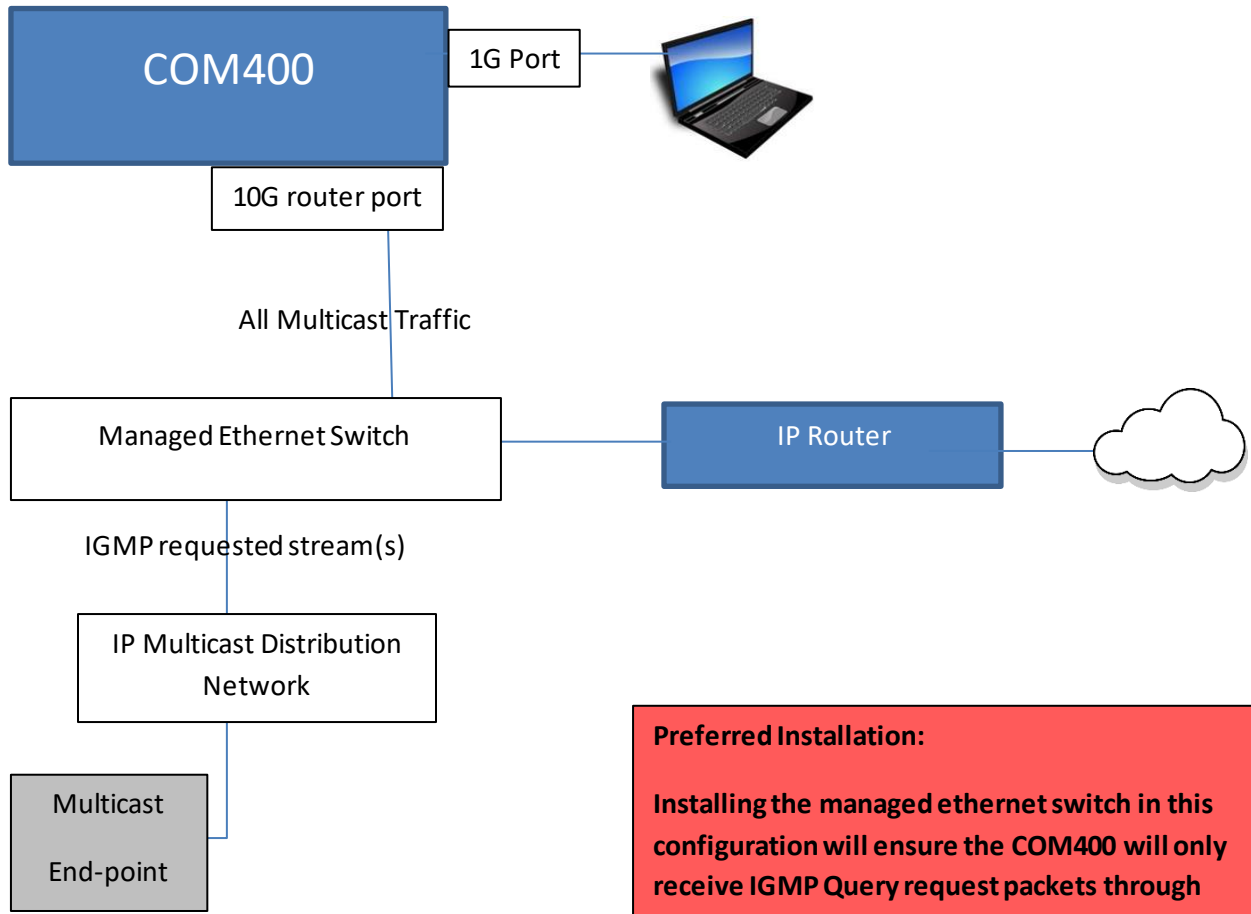 COM400
1G Port
10G router port
All Multicast Traffic
Managed Ethernet Switch
IP Router
IGMP requested stream(s)
IP Multicast Distribution
Network
Multicast
End-point
Preferred Installation:
Installing the managed ethernet switch in this
configuration will ensure the COM400 will only
receive IGMP Query request packets through